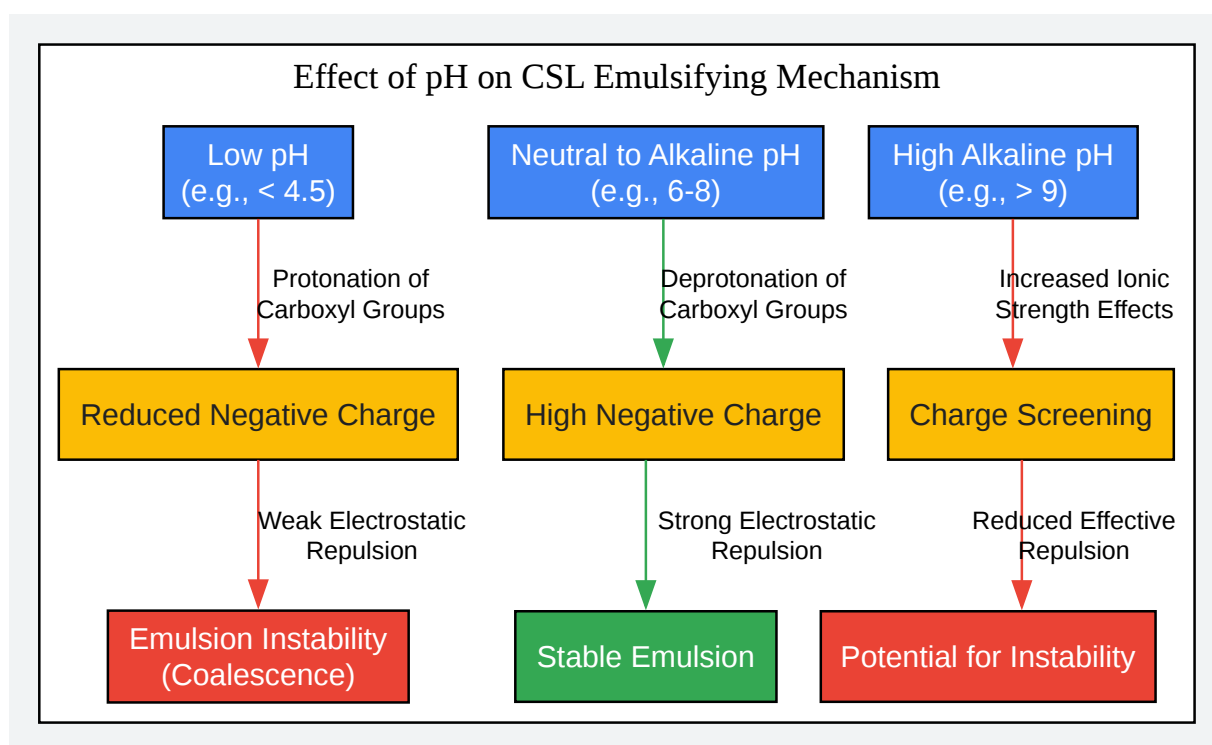 Effect of pH on CSL Emulsifying Mechanism
Low pH
(e.g., < 4.5)
Neutral to Alkaline pH
(e.g., 6-8)
High Alkaline pH
(e.g., > 9)
Protonation of
Carboxyl Groups
Deprotonation of
Carboxyl Groups
Increased Ionic
Strength Effects
Reduced Negative Charge
High Negative Charge
Charge Screening
Weak Electrostatic
Repulsion
Strong Electrostatic
Repulsion
Reduced Effective
Repulsion
Emulsion Instability
(Coalescence)
Stable Emulsion
Potential for Instability